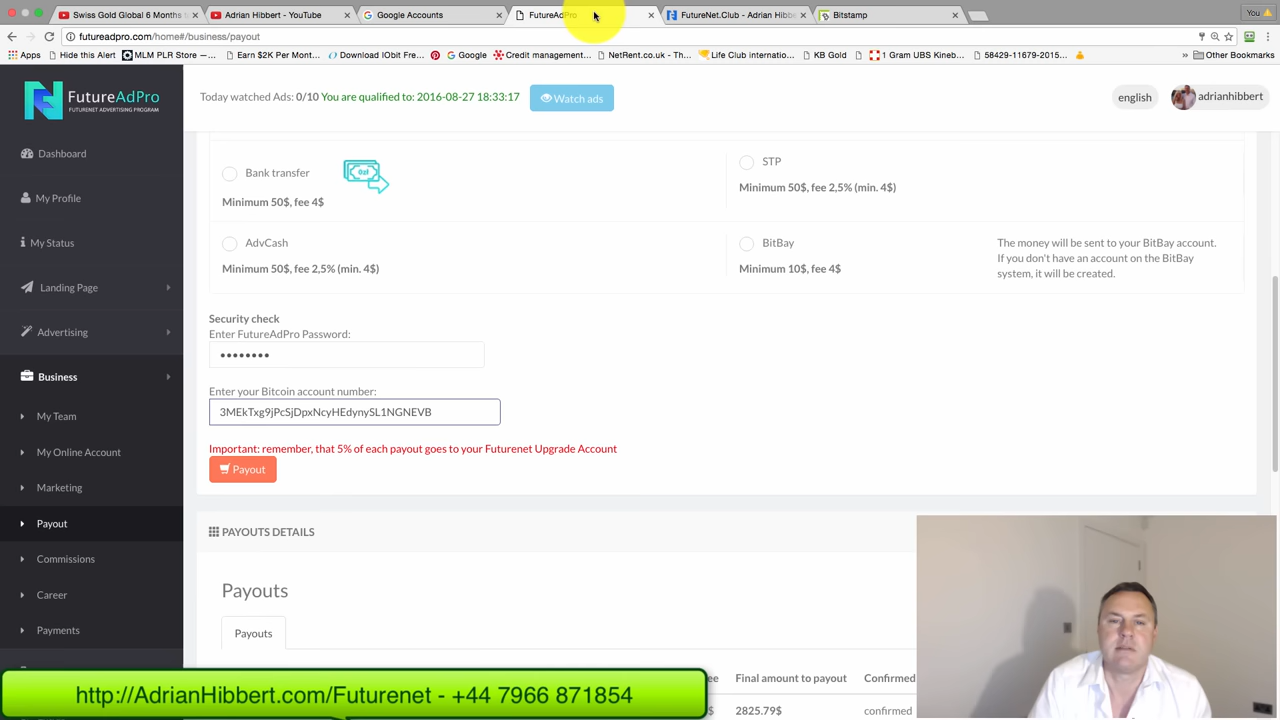 Swiss Gold Global 6 Months
Adrian Hibbert - YouTube
Google Accounts
FutureAdPro
FutureNet.Club - Adrian Hibb
Bitstamp
You
futureadpro.com/home#/business/payout
Apps
Hide this Alert
MLM PLR Store —
Earn $2K Per Mont...
Download IObit Free
Google
Credit management...
NetRent.co.uk - Th...
Life Club internatio...
KB Gold
1 Gram UBS Kineb...
58429-11679-2015...
»
Other Bookmarks
FutureAdPro
FUTURENET ADVERTISING PROGRAM
Today watched Ads: 0/10 You are qualified to: 2016-08-27 18:33:17
Watch ads
english
adrianhibbert
Dashboard
My Profile
My Status
Landing Page
Advertising
Business
My Team
My Online Account
Marketing
Payout
Commissions
Career
Payments
Bank transfer
Minimum 50$, fee 4$
STP
Minimum 50$, fee 2,5% (min. 4$)
AdvCash
Minimum 50$, fee 2,5% (min. 4$)
BitBay
Minimum 10$, fee 4$
The money will be sent to your BitBay account.
If you don't have an account on the BitBay
system, it will be created.
Security check
Enter FutureAdPro Password:
••••••••
Enter your Bitcoin account number:
3MEkTxg9jPcSjDpxNcyHEdynySL1NGNEVB
Important: remember, that 5% of each payout goes to your Futurenet Upgrade Account
Payout
PAYOUTS DETAILS
Payouts
Payouts
ee
Final amount to payout
Confirmed
$
2825.79$
confirmed
http://AdrianHibbert.com/Futurenet - +44 7966 871854